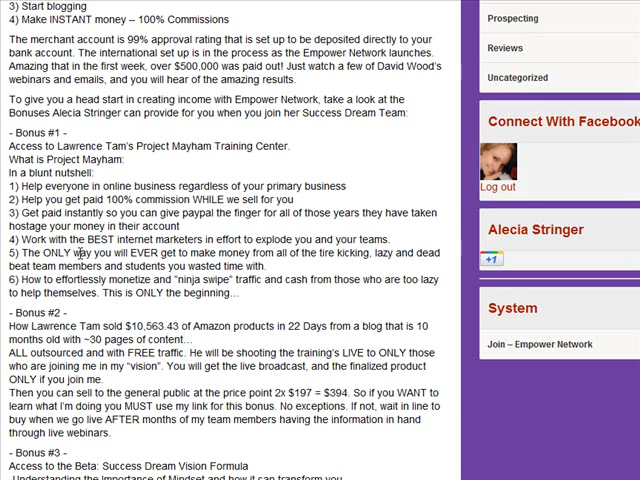 3) Start blogging
4) Make INSTANT money – 100% Commissions
The merchant account is 99% approval rating that is set up to be deposited directly to your
bank account. The international set up is in the process as the Empower Network launches.
Amazing that in the first week, over $500,000 was paid out! Just watch a few of David Wood's
webinars and emails, and you will hear of the amazing results.
To give you a head start in creating income with Empower Network, take a look at the
Bonuses Alecia Stringer can provide for you when you join her Success Dream Team:
- Bonus #1 -
Access to Lawrence Tam's Project Mayham Training Center.
What is Project Mayham:
In a blunt nutshell:
1) Help everyone in online business regardless of your primary business
2) Help you get paid 100% commission WHILE we sell for you
3) Get paid instantly so you can give paypal the finger for all of those years they have taken
hostage your money in their account
4) Work with the BEST internet marketers in effort to explode you and your teams.
5) The ONLY way you will EVER get to make money from all of the tire kicking, lazy and dead
beat team members and students you wasted time with.
6) How to effortlessly monetize and "ninja swipe" traffic and cash from those who are too lazy
to help themselves. This is ONLY the beginning…
- Bonus #2 -
How Lawrence Tam sold $10,563.43 of Amazon products in 22 Days from a blog that is 10
months old with ~30 pages of content…
ALL outsourced and with FREE traffic. He will be shooting the training's LIVE to ONLY those
who are joining me in my "vision". You will get the live broadcast, and the finalized product
ONLY if you join me.
Then you can sell to the general public at the price point 2x $197 = $394. So if you WANT to
learn what I'm doing you MUST use my link for this bonus. No exceptions. If not, wait in line to
buy when we go live AFTER months of my team members having the information in hand
through live webinars.
- Bonus #3 -
Access to the Beta: Success Dream Vision Formula
-Understanding the Importance of Mindset and how it can transform you
Prospecting
Reviews
Uncategorized
Connect With Facebook
Log out
Alecia Stringer
+1
System
Join – Empower Network